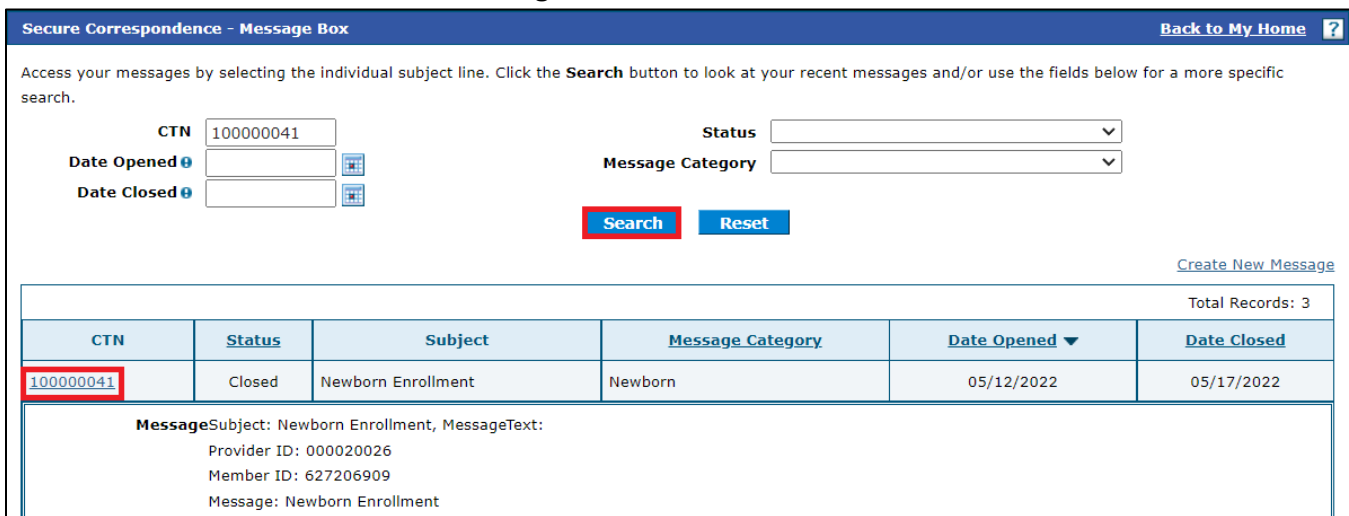 Secure Correspondence - Message Box Back to My Home ?
Access your messages by selecting the individual subject line. Click the Search button to look at your recent messages and/or use the fields below for a more specific
search.
CTN 100000041 Status
Date Opened Message Category
Date Closed
Search Reset
Create New Message
Total Records: 3
CTN Status Subject Message Category Date Opened Date Closed
100000041 Closed Newborn Enrollment Newborn 05/12/2022 05/17/2022
MessageSubject: Newborn Enrollment, MessageText:
Provider ID: 000020026
Member ID: 627206909
Message: Newborn Enrollment